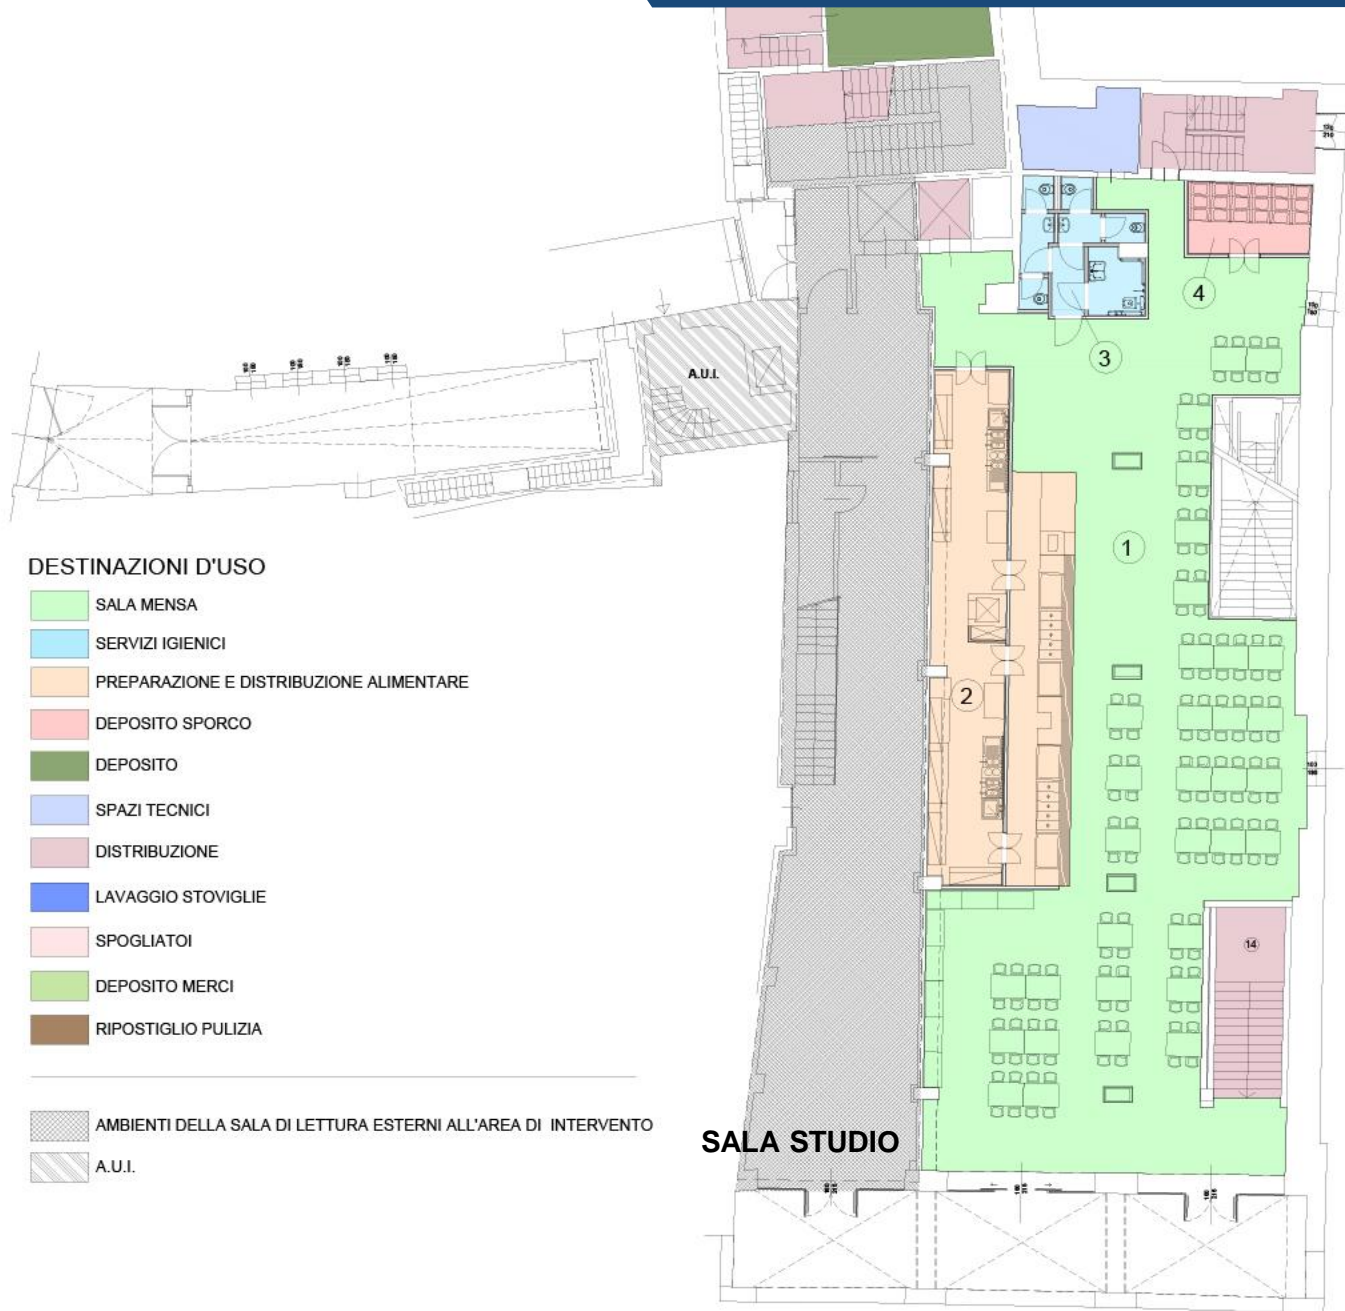 A.U.I.
1
2
3
4
14
DESTINAZIONI D'USO
SALA MENSA
SERVIZI IGIENICI
PREPARAZIONE E DISTRIBUZIONE ALIMENTARE
DEPOSITO SPORCO
DEPOSITO
SPAZI TECNICI
DISTRIBUZIONE
LAVAGGIO STOVIGLIE
SPOGLIATOI
DEPOSITO MERCI
RIPOSTIGLIO PULIZIA
AMBIENTI DELLA SALA DI LETTURA ESTERNI ALL'AREA DI INTERVENTO
A.U.I.
SALA STUDIO